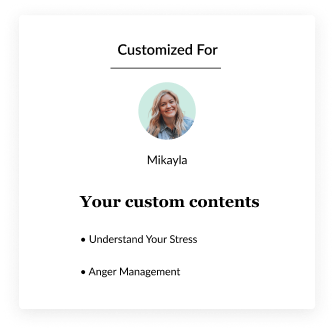 Customized For
Mikayla
Your custom contents
• Understand Your Stress
• Anger Management